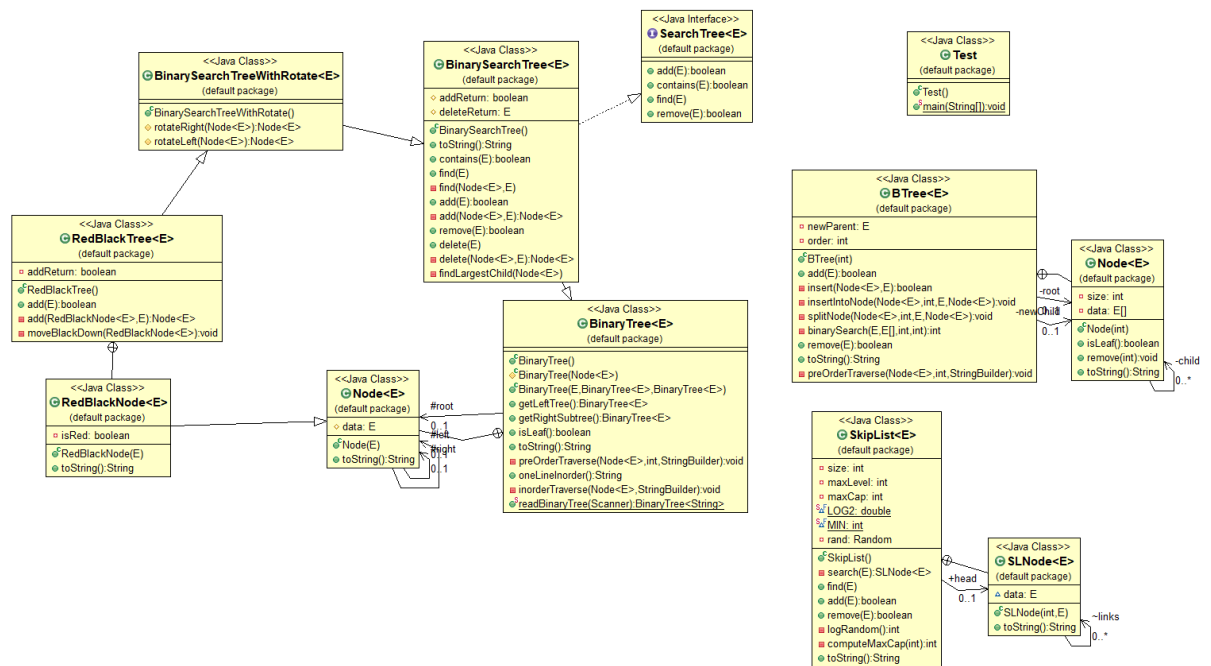 <<Java Interface>>
SearchTree<E>
(default package)
add(E):boolean
contains(E):boolean
find(E)
remove(E):boolean
<<Java Class>>
Test
(default package)
Test()
main(String[]):void
<<Java Class>>
BinarySearchTreeWithRotate<E>
(default package)
BinarySearchTreeWithRotate()
rotateRight(Node<E>):Node<E>
rotateLeft(Node<E>):Node<E>
<<Java Class>>
BinarySearchTree<E>
(default package)
addReturn: boolean
deleteReturn: E
BinarySearchTree()
toString():String
contains(E):boolean
find(E)
find(Node<E>,E)
add(E):boolean
add(Node<E>,E):Node<E>
remove(E):boolean
delete(E)
delete(Node<E>,E):Node<E>
findLargestChild(Node<E>)
<<Java Class>>
RedBlackTree<E>
(default package)
addReturn: boolean
RedBlackTree()
add(E):boolean
add(RedBlackNode<E>,E):Node<E>
moveBlackDown(RedBlackNode<E>):void
<<Java Class>>
BTree<E>
(default package)
newParent: E
order: int
BTree(int)
add(E):boolean
insert(Node<E>,E):boolean
insertIntoNode(Node<E>,int,E,Node<E>):void
splitNode(Node<E>,int,E,Node<E>):void
binarySearch(E,E[],int,int):int
remove(E):boolean
toString():String
preOrderTraverse(Node<E>,int,StringBuilder):void
-root
-newChild
0..1
<<Java Class>>
Node<E>
(default package)
size: int
data: E[]
Node(int)
isLeaf():boolean
remove(int):void
toString():String
-child
0..*
<<Java Class>>
BinaryTree<E>
(default package)
BinaryTree()
BinaryTree(Node<E>)
BinaryTree(E,BinaryTree<E>,BinaryTree<E>)
getLeftTree():BinaryTree<E>
getRightSubtree():BinaryTree<E>
isLeaf():boolean
toString():String
preOrderTraverse(Node<E>,int,StringBuilder):void
oneLineInorder():String
inorderTraverse(Node<E>,StringBuilder):void
readBinaryTree(Scanner):BinaryTree<String>
<<Java Class>>
RedBlackNode<E>
(default package)
isRed: boolean
RedBlackNode(E)
toString():String
<<Java Class>>
Node<E>
(default package)
data: E
Node(E)
toString():String
#root
0..1
#left
#right
0..1
0..1
<<Java Class>>
SkipList<E>
(default package)
size: int
maxLevel: int
maxCap: int
LOG2: double
MIN: int
rand: Random
SkipList()
search(E):SLNode<E>
find(E)
add(E):boolean
remove(E):boolean
logRandom():int
computeMaxCap(int):int
toString():String
+head
0..1
<<Java Class>>
SLNode<E>
(default package)
data: E
SLNode(int,E)
toString():String
~links
0..*